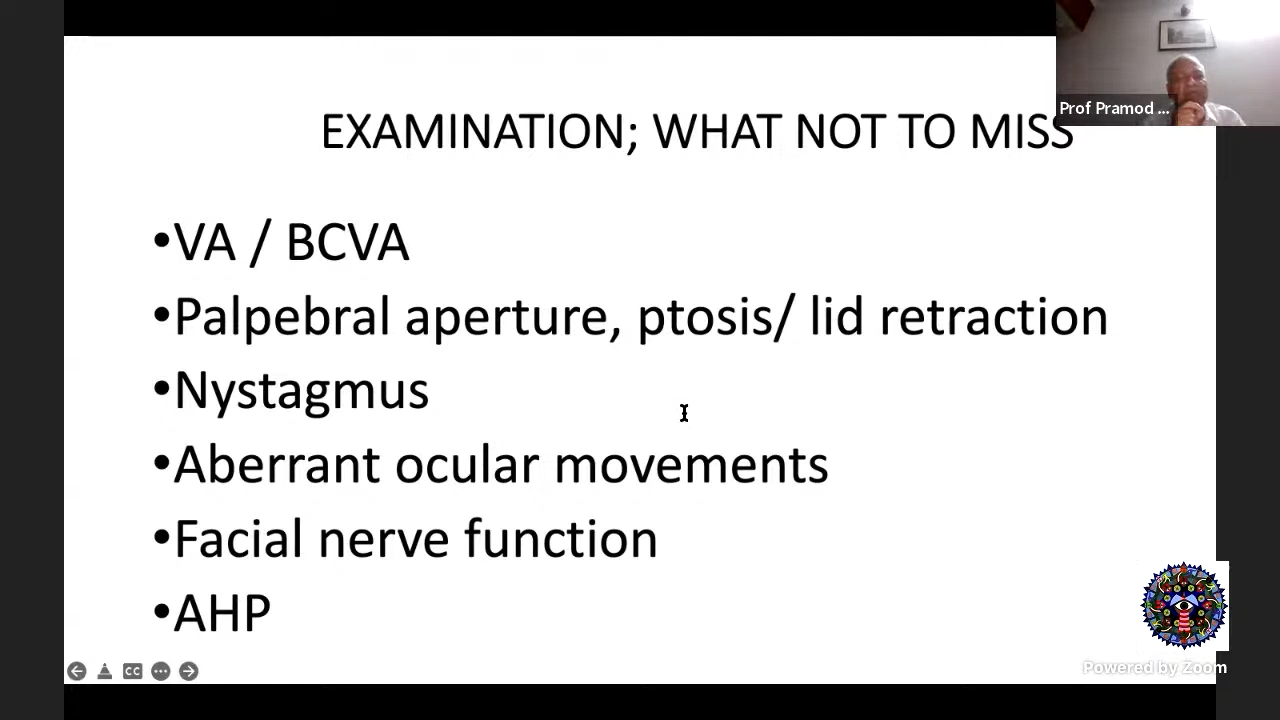 Prof Pramod ...
EXAMINATION; WHAT NOT TO MISS
•VA / BCVA
•Palpebral aperture, ptosis/ lid retraction
•Nystagmus
•Aberrant ocular movements
•Facial nerve function
•AHP
CC
Powered by Zoom